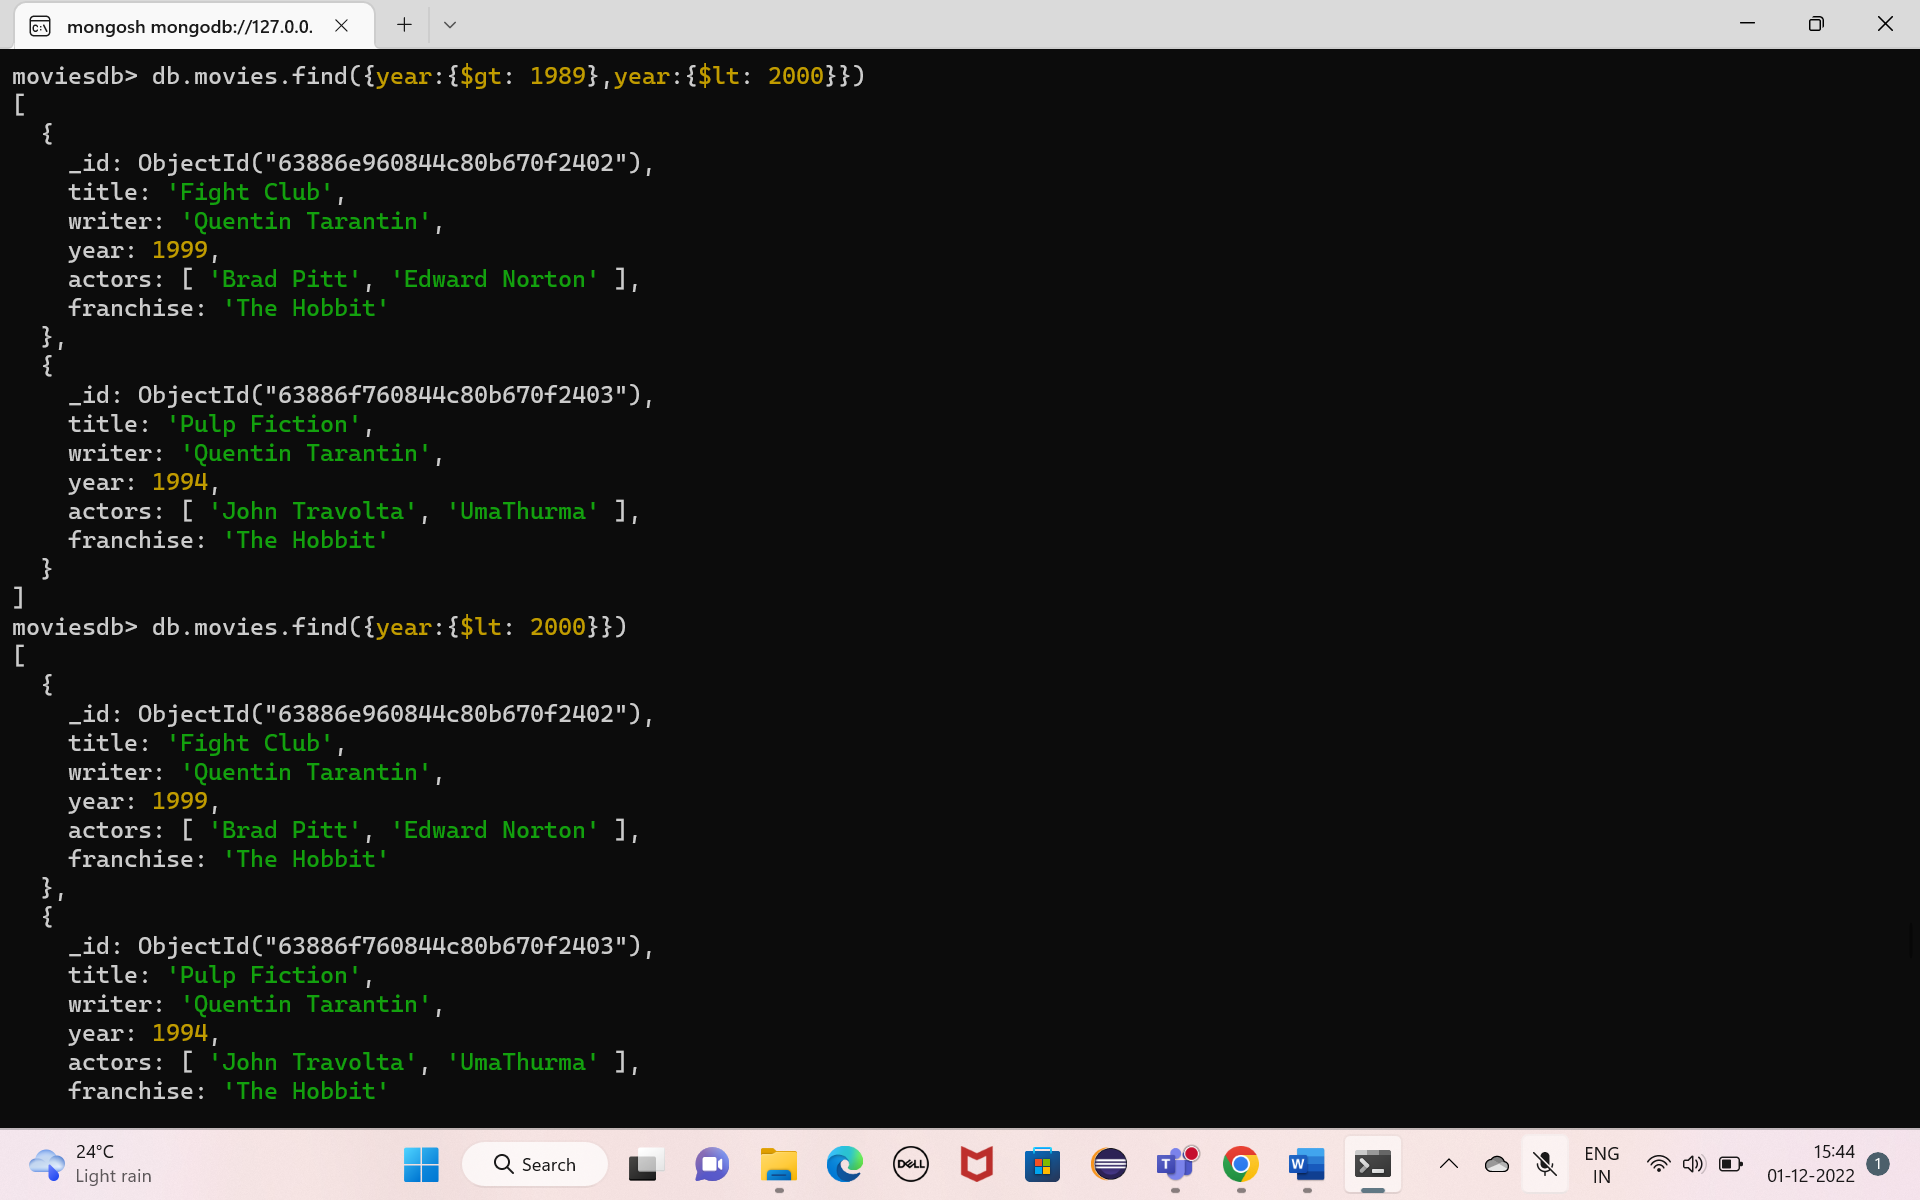 mongosh mongodb://127.0.0.
moviesdb> db.movies.find({year:{$gt: 1989},year:{$lt: 2000}})
[
  {
    _id: ObjectId("63886e960844c80b670f2402"),
    title: 'Fight Club',
    writer: 'Quentin Tarantin',
    year: 1999,
    actors: [ 'Brad Pitt', 'Edward Norton' ],
    franchise: 'The Hobbit'
  },
  {
    _id: ObjectId("63886f760844c80b670f2403"),
    title: 'Pulp Fiction',
    writer: 'Quentin Tarantin',
    year: 1994,
    actors: [ 'John Travolta', 'UmaThurma' ],
    franchise: 'The Hobbit'
  }
]
moviesdb> db.movies.find({year:{$lt: 2000}})
[
  {
    _id: ObjectId("63886e960844c80b670f2402"),
    title: 'Fight Club',
    writer: 'Quentin Tarantin',
    year: 1999,
    actors: [ 'Brad Pitt', 'Edward Norton' ],
    franchise: 'The Hobbit'
  },
  {
    _id: ObjectId("63886f760844c80b670f2403"),
    title: 'Pulp Fiction',
    writer: 'Quentin Tarantin',
    year: 1994,
    actors: [ 'John Travolta', 'UmaThurma' ],
    franchise: 'The Hobbit'
24°C
Light rain
Search
DELL
T
W
ENG
IN
15:44
01-12-2022
1